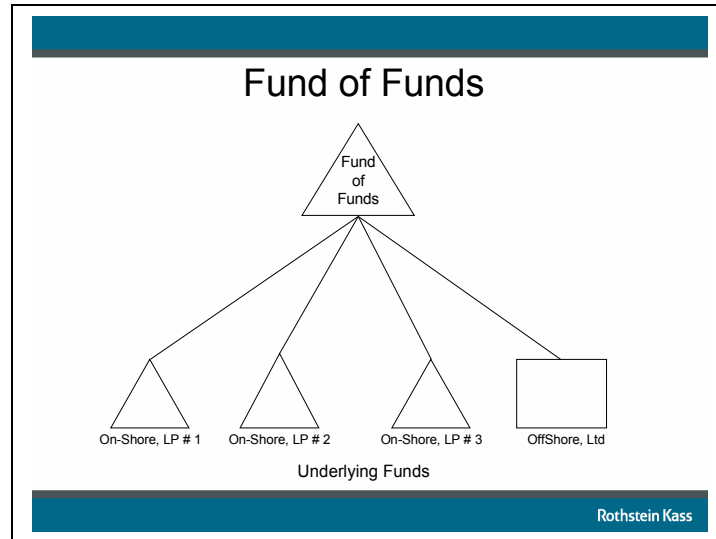 Fund of Funds
Fund
of
Funds
On-Shore, LP # 1
On-Shore, LP # 2
On-Shore, LP # 3
OffShore, Ltd
Underlying Funds
Rothstein Kass